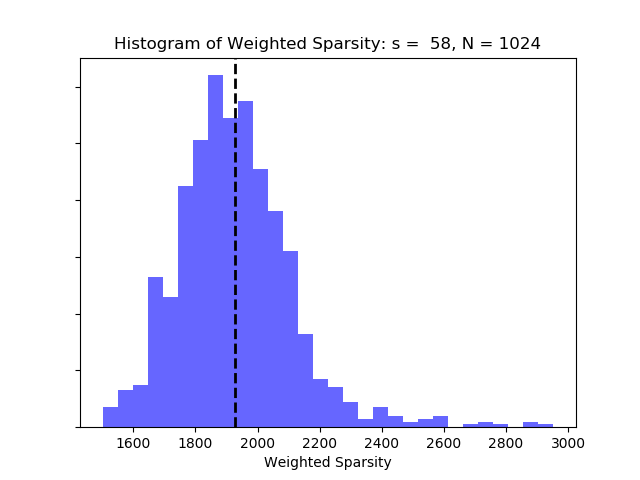 Histogram of Weighted Sparsity: s =  58, N = 1024
1600 1800 2000 2200 2400 2600 2800 3000
Weighted Sparsity